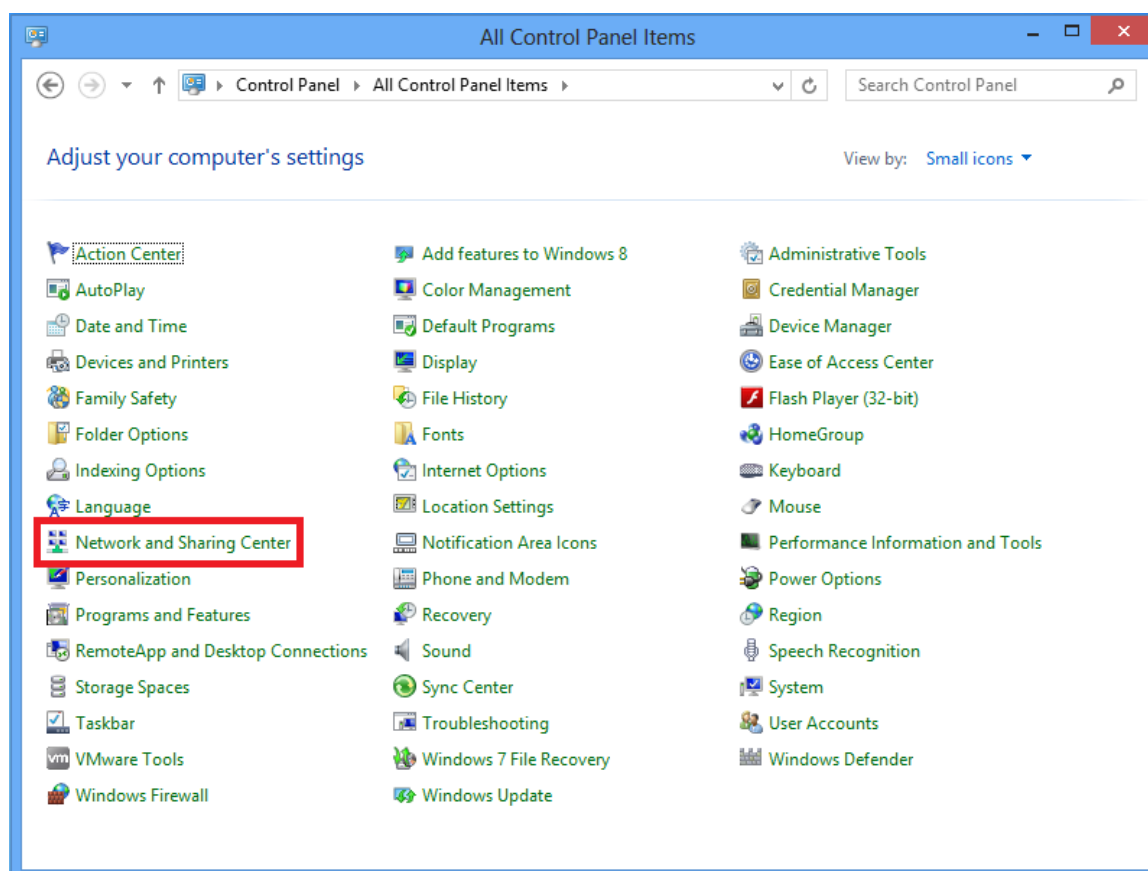 All Control Panel Items
Control Panel All Control Panel Items Search Control Panel
Adjust your computer's settings View by: Small icons
Action Center Add features to Windows 8 Administrative Tools
AutoPlay Color Management Credential Manager
Date and Time Default Programs Device Manager
Devices and Printers Display Ease of Access Center
Family Safety File History Flash Player (32-bit)
Folder Options Fonts HomeGroup
Indexing Options Internet Options Keyboard
Language Location Settings Mouse
Network and Sharing Center Notification Area Icons Performance Information and Tools
Personalization Phone and Modem Power Options
Programs and Features Recovery Region
RemoteApp and Desktop Connections Sound Speech Recognition
Storage Spaces Sync Center System
Taskbar Troubleshooting User Accounts
vm VMware Tools Windows 7 File Recovery Windows Defender
Windows Firewall Windows Update